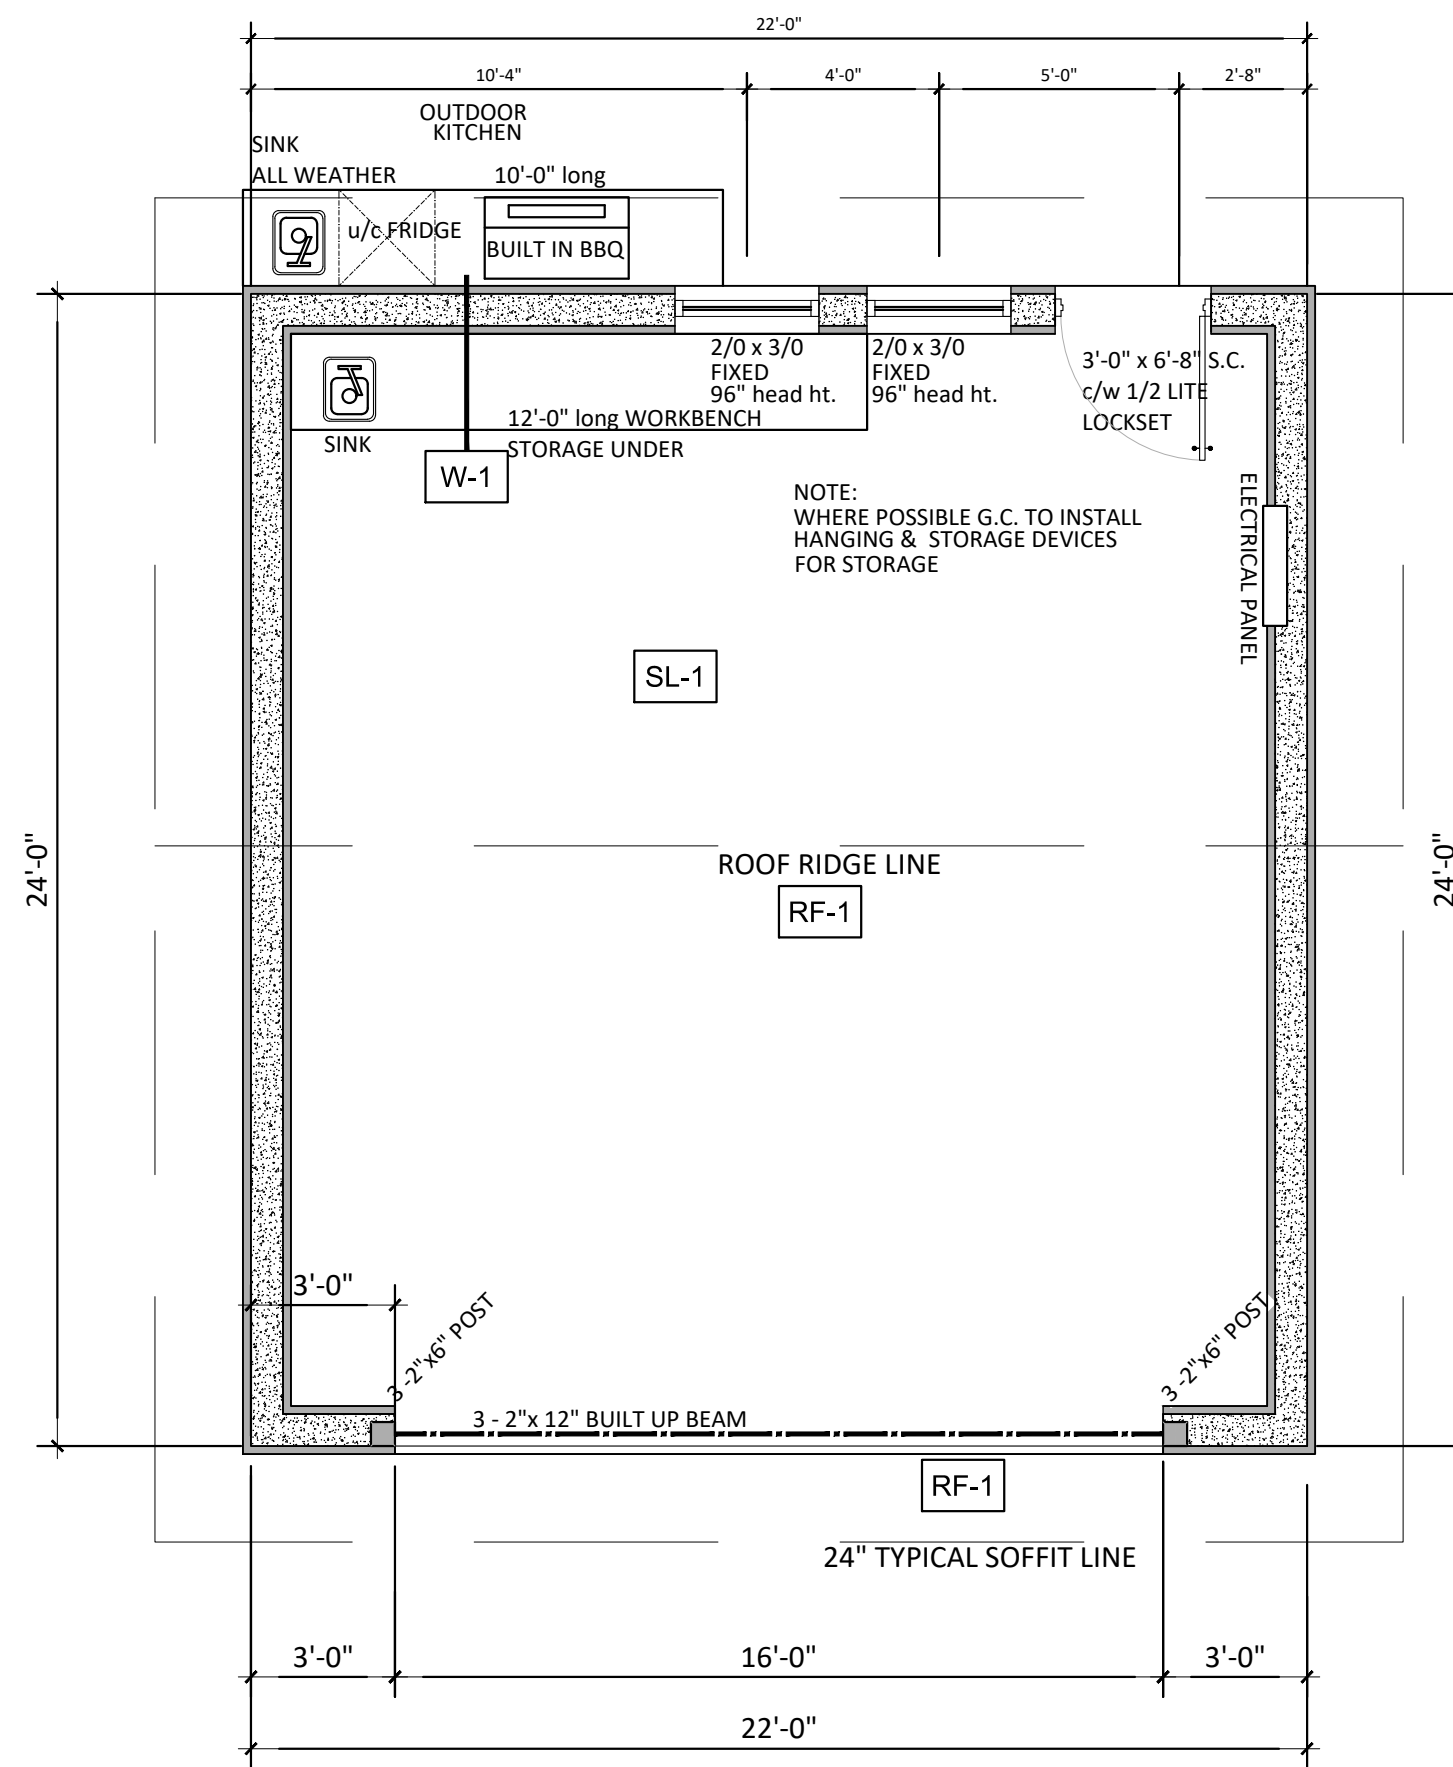 22'-0"
10'-4"
4'-0"
5'-0"
2'-8"
OUTDOOR
KITCHEN
SINK
ALL WEATHER
10'-0" long
u/c FRIDGE
BUILT IN BBQ
2/0 x 3/0
FIXED
96" head ht.
2/0 x 3/0
FIXED
96" head ht.
3'-0" x 6'-8" S.C.
c/w 1/2 LITE
LOCKSET
SINK
12'-0" long WORKBENCH
STORAGE UNDER
W-1
NOTE:
WHERE POSSIBLE G.C. TO INSTALL
HANGING & STORAGE DEVICES
FOR STORAGE
ELECTRICAL PANEL
SL-1
24'-0"
24'-0"
ROOF RIDGE LINE
RF-1
3'-0"
3 -2"x6" POST
3 -2"x6" POST
3 - 2"x 12" BUILT UP BEAM
RF-1
24" TYPICAL SOFFIT LINE
3'-0"
16'-0"
3'-0"
22'-0"